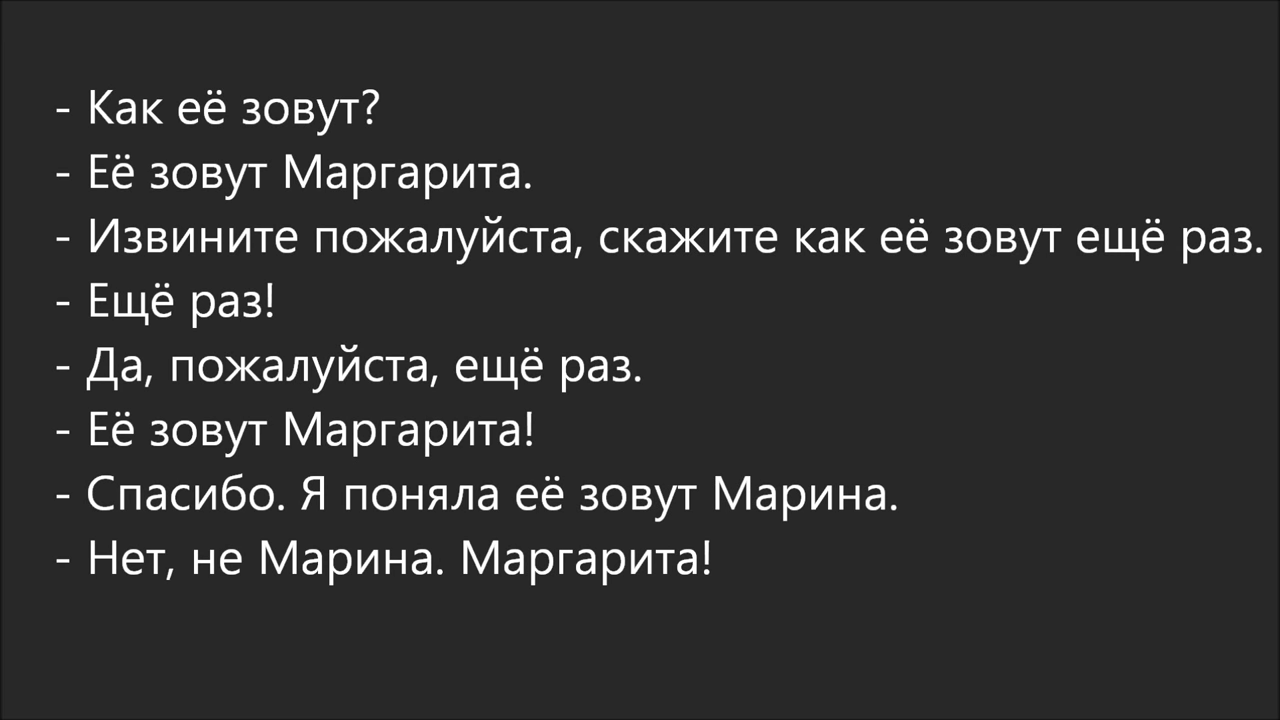 - Как её зовут?
- Её зовут Маргарита.
- Извините пожалуйста, скажите как её зовут ещё раз.
- Ещё раз!
- Да, пожалуйста, ещё раз.
- Её зовут Маргарита!
- Спасибо. Я поняла её зовут Марина.
- Нет, не Марина. Маргарита!